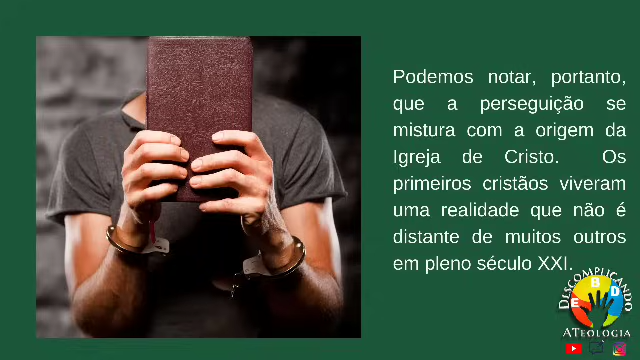 Podemos notar, portanto,
que a perseguição se
mistura com a origem da
Igreja de Cristo. Os
primeiros cristãos viveram
uma realidade que não é
distante de muitos outros
em pleno século XXI.
DESCOMPLICANDO
E B D
ATEOLOGIA